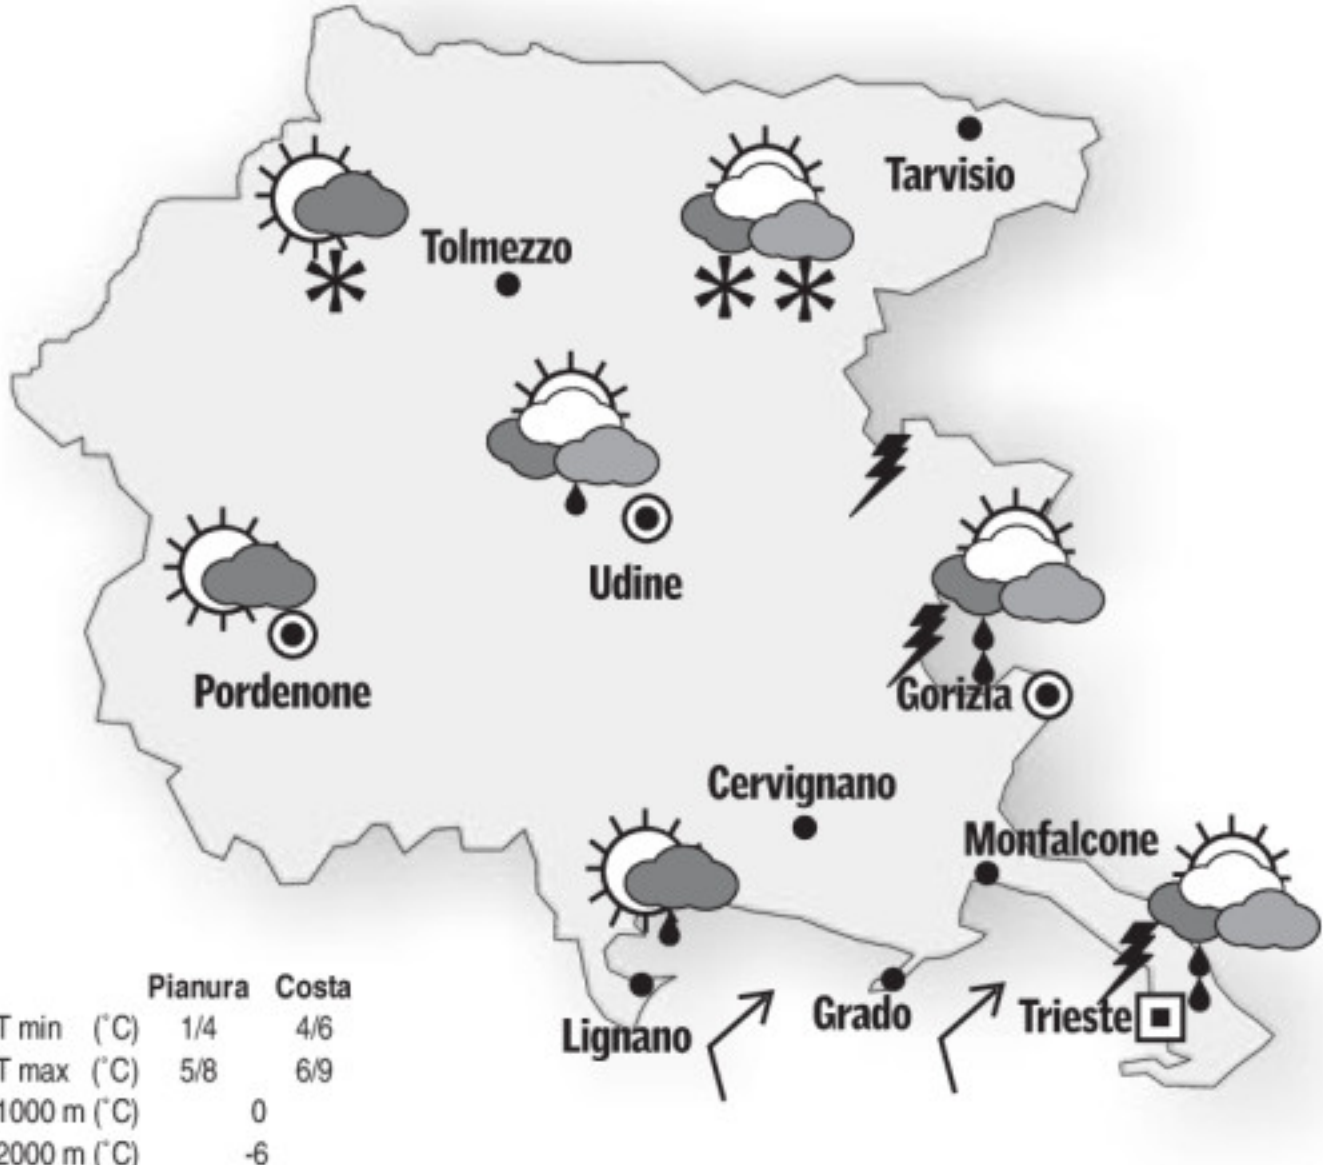 Tarvisio
Tolmezzo
Udine
Pordenone
Gorizia
Cervignano
Monfalcone
Lignano
Grado
Trieste
Pianura Costa
T min (°C) 1/4 4/6
T max (°C) 5/8 6/9
1000 m (°C) 0
2000 m (°C) -6